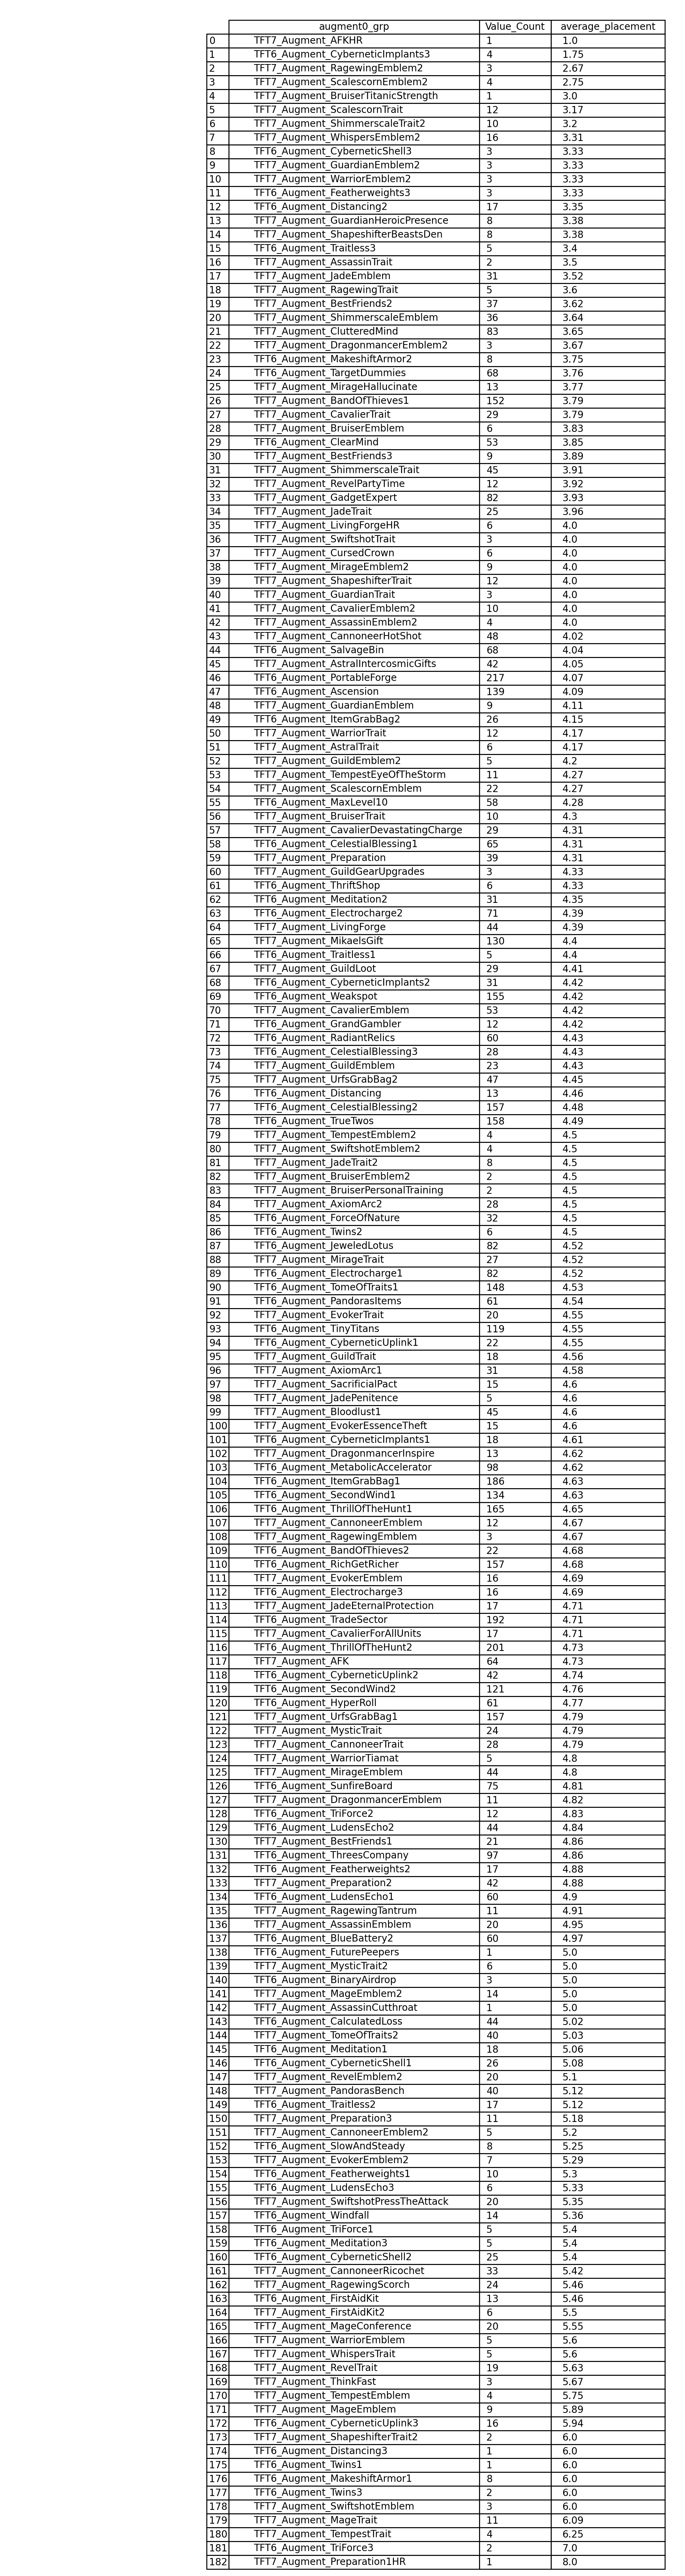 augment0_grp Value_Count average_placement
0 TFT7_Augment_AFKHR 1 1.0
1 TFT6_Augment_CyberneticImplants3 4 1.75
2 TFT7_Augment_RagewingEmblem2 3 2.67
3 TFT7_Augment_ScalescornEmblem2 4 2.75
4 TFT7_Augment_BruiserTitanicStrength 1 3.0
5 TFT7_Augment_ScalescornTrait 12 3.17
6 TFT7_Augment_ShimmerscaleTrait2 10 3.2
7 TFT7_Augment_WhispersEmblem2 16 3.31
8 TFT6_Augment_CyberneticShell3 3 3.33
9 TFT7_Augment_GuardianEmblem2 3 3.33
10 TFT7_Augment_WarriorEmblem2 3 3.33
11 TFT6_Augment_Featherweights3 3 3.33
12 TFT6_Augment_Distancing2 17 3.35
13 TFT7_Augment_GuardianHeroicPresence 8 3.38
14 TFT7_Augment_ShapeshifterBeastsDen 8 3.38
15 TFT6_Augment_Traitless3 5 3.4
16 TFT7_Augment_AssassinTrait 2 3.5
17 TFT7_Augment_JadeEmblem 31 3.52
18 TFT7_Augment_RagewingTrait 5 3.6
19 TFT7_Augment_BestFriends2 37 3.62
20 TFT7_Augment_ShimmerscaleEmblem 36 3.64
21 TFT7_Augment_ClutteredMind 83 3.65
22 TFT7_Augment_DragonmancerEmblem2 3 3.67
23 TFT6_Augment_MakeshiftArmor2 8 3.75
24 TFT6_Augment_TargetDummies 68 3.76
25 TFT7_Augment_MirageHallucinate 13 3.77
26 TFT7_Augment_BandOfThieves1 152 3.79
27 TFT7_Augment_CavalierTrait 29 3.79
28 TFT7_Augment_BruiserEmblem 6 3.83
29 TFT6_Augment_ClearMind 53 3.85
30 TFT7_Augment_BestFriends3 9 3.89
31 TFT7_Augment_ShimmerscaleTrait 45 3.91
32 TFT7_Augment_RevelPartyTime 12 3.92
33 TFT7_Augment_GadgetExpert 82 3.93
34 TFT7_Augment_JadeTrait 25 3.96
35 TFT7_Augment_LivingForgeHR 6 4.0
36 TFT7_Augment_SwiftshotTrait 3 4.0
37 TFT7_Augment_CursedCrown 6 4.0
38 TFT7_Augment_MirageEmblem2 9 4.0
39 TFT7_Augment_ShapeshifterTrait 12 4.0
40 TFT7_Augment_GuardianTrait 3 4.0
41 TFT7_Augment_CavalierEmblem2 10 4.0
42 TFT7_Augment_AssassinEmblem2 4 4.0
43 TFT7_Augment_CannoneerHotShot 48 4.02
44 TFT6_Augment_SalvageBin 68 4.04
45 TFT7_Augment_AstralIntercosmicGifts 42 4.05
46 TFT6_Augment_PortableForge 217 4.07
47 TFT6_Augment_Ascension 139 4.09
48 TFT7_Augment_GuardianEmblem 9 4.11
49 TFT6_Augment_ItemGrabBag2 26 4.15
50 TFT7_Augment_WarriorTrait 12 4.17
51 TFT7_Augment_AstralTrait 6 4.17
52 TFT7_Augment_GuildEmblem2 5 4.2
53 TFT7_Augment_TempestEyeOfTheStorm 11 4.27
54 TFT7_Augment_ScalescornEmblem 22 4.27
55 TFT6_Augment_MaxLevel10 58 4.28
56 TFT7_Augment_BruiserTrait 10 4.3
57 TFT7_Augment_CavalierDevastatingCharge 29 4.31
58 TFT6_Augment_CelestialBlessing1 65 4.31
59 TFT7_Augment_Preparation 39 4.31
60 TFT7_Augment_GuildGearUpgrades 3 4.33
61 TFT6_Augment_ThriftShop 6 4.33
62 TFT6_Augment_Meditation2 31 4.35
63 TFT6_Augment_Electrocharge2 71 4.39
64 TFT7_Augment_LivingForge 44 4.39
65 TFT7_Augment_MikaelsGift 130 4.4
66 TFT6_Augment_Traitless1 5 4.4
67 TFT7_Augment_GuildLoot 29 4.41
68 TFT6_Augment_CyberneticImplants2 31 4.42
69 TFT6_Augment_Weakspot 155 4.42
70 TFT7_Augment_CavalierEmblem 53 4.42
71 TFT6_Augment_GrandGambler 12 4.42
72 TFT6_Augment_RadiantRelics 60 4.43
73 TFT6_Augment_CelestialBlessing3 28 4.43
74 TFT7_Augment_GuildEmblem 23 4.43
75 TFT7_Augment_UrfsGrabBag2 47 4.45
76 TFT6_Augment_Distancing 13 4.46
77 TFT6_Augment_CelestialBlessing2 157 4.48
78 TFT6_Augment_TrueTwos 158 4.49
79 TFT7_Augment_TempestEmblem2 4 4.5
80 TFT7_Augment_SwiftshotEmblem2 4 4.5
81 TFT7_Augment_JadeTrait2 8 4.5
82 TFT7_Augment_BruiserEmblem2 2 4.5
83 TFT7_Augment_BruiserPersonalTraining 2 4.5
84 TFT7_Augment_AxiomArc2 28 4.5
85 TFT6_Augment_ForceOfNature 32 4.5
86 TFT6_Augment_Twins2 6 4.5
87 TFT6_Augment_JeweledLotus 82 4.52
88 TFT7_Augment_MirageTrait 27 4.52
89 TFT6_Augment_Electrocharge1 82 4.52
90 TFT6_Augment_TomeOfTraits1 148 4.53
91 TFT6_Augment_PandorasItems 61 4.54
92 TFT7_Augment_EvokerTrait 20 4.55
93 TFT6_Augment_TinyTitans 119 4.55
94 TFT6_Augment_CyberneticUplink1 22 4.55
95 TFT7_Augment_GuildTrait 18 4.56
96 TFT7_Augment_AxiomArc1 31 4.58
97 TFT7_Augment_SacrificialPact 15 4.6
98 TFT7_Augment_JadePenitence 5 4.6
99 TFT7_Augment_Bloodlust1 45 4.6
100 TFT7_Augment_EvokerEssenceTheft 15 4.6
101 TFT6_Augment_CyberneticImplants1 18 4.61
102 TFT7_Augment_DragonmancerInspire 13 4.62
103 TFT6_Augment_MetabolicAccelerator 98 4.62
104 TFT6_Augment_ItemGrabBag1 186 4.63
105 TFT6_Augment_SecondWind1 134 4.63
106 TFT6_Augment_ThrillOfTheHunt1 165 4.65
107 TFT7_Augment_CannoneerEmblem 12 4.67
108 TFT7_Augment_RagewingEmblem 3 4.67
109 TFT6_Augment_BandOfThieves2 22 4.68
110 TFT6_Augment_RichGetRicher 157 4.68
111 TFT7_Augment_EvokerEmblem 16 4.69
112 TFT6_Augment_Electrocharge3 16 4.69
113 TFT7_Augment_JadeEternalProtection 17 4.71
114 TFT6_Augment_TradeSector 192 4.71
115 TFT7_Augment_CavalierForAllUnits 17 4.71
116 TFT6_Augment_ThrillOfTheHunt2 201 4.73
117 TFT7_Augment_AFK 64 4.73
118 TFT6_Augment_CyberneticUplink2 42 4.74
119 TFT6_Augment_SecondWind2 121 4.76
120 TFT6_Augment_HyperRoll 61 4.77
121 TFT7_Augment_UrfsGrabBag1 157 4.79
122 TFT7_Augment_MysticTrait 24 4.79
123 TFT7_Augment_CannoneerTrait 28 4.79
124 TFT7_Augment_WarriorTiamat 5 4.8
125 TFT7_Augment_MirageEmblem 44 4.8
126 TFT6_Augment_SunfireBoard 75 4.81
127 TFT7_Augment_DragonmancerEmblem 11 4.82
128 TFT6_Augment_TriForce2 12 4.83
129 TFT6_Augment_LudensEcho2 44 4.84
130 TFT7_Augment_BestFriends1 21 4.86
131 TFT6_Augment_ThreesCompany 97 4.86
132 TFT6_Augment_Featherweights2 17 4.88
133 TFT7_Augment_Preparation2 42 4.88
134 TFT6_Augment_LudensEcho1 60 4.9
135 TFT7_Augment_RagewingTantrum 11 4.91
136 TFT7_Augment_AssassinEmblem 20 4.95
137 TFT6_Augment_BlueBattery2 60 4.97
138 TFT6_Augment_FuturePeepers 1 5.0
139 TFT7_Augment_MysticTrait2 6 5.0
140 TFT6_Augment_BinaryAirdrop 3 5.0
141 TFT7_Augment_MageEmblem2 14 5.0
142 TFT7_Augment_AssassinCutthroat 1 5.0
143 TFT6_Augment_CalculatedLoss 44 5.02
144 TFT7_Augment_TomeOfTraits2 40 5.03
145 TFT6_Augment_Meditation1 18 5.06
146 TFT6_Augment_CyberneticShell1 26 5.08
147 TFT7_Augment_RevelEmblem2 20 5.1
148 TFT7_Augment_PandorasBench 40 5.12
149 TFT6_Augment_Traitless2 17 5.12
150 TFT7_Augment_Preparation3 11 5.18
151 TFT7_Augment_CannoneerEmblem2 5 5.2
152 TFT6_Augment_SlowAndSteady 8 5.25
153 TFT7_Augment_EvokerEmblem2 7 5.29
154 TFT6_Augment_Featherweights1 10 5.3
155 TFT6_Augment_LudensEcho3 6 5.33
156 TFT7_Augment_SwiftshotPressTheAttack 20 5.35
157 TFT6_Augment_Windfall 14 5.36
158 TFT6_Augment_TriForce1 5 5.4
159 TFT6_Augment_Meditation3 5 5.4
160 TFT6_Augment_CyberneticShell2 25 5.4
161 TFT7_Augment_CannoneerRicochet 33 5.42
162 TFT7_Augment_RagewingScorch 24 5.46
163 TFT6_Augment_FirstAidKit 13 5.46
164 TFT7_Augment_FirstAidKit2 6 5.5
165 TFT7_Augment_MageConference 20 5.55
166 TFT7_Augment_WarriorEmblem 5 5.6
167 TFT7_Augment_WhispersTrait 5 5.6
168 TFT7_Augment_RevelTrait 19 5.63
169 TFT7_Augment_ThinkFast 3 5.67
170 TFT7_Augment_TempestEmblem 4 5.75
171 TFT7_Augment_MageEmblem 9 5.89
172 TFT6_Augment_CyberneticUplink3 16 5.94
173 TFT7_Augment_ShapeshifterTrait2 2 6.0
174 TFT6_Augment_Distancing3 1 6.0
175 TFT6_Augment_Twins1 1 6.0
176 TFT6_Augment_MakeshiftArmor1 8 6.0
177 TFT6_Augment_Twins3 2 6.0
178 TFT7_Augment_SwiftshotEmblem 3 6.0
179 TFT7_Augment_MageTrait 11 6.09
180 TFT7_Augment_TempestTrait 4 6.25
181 TFT6_Augment_TriForce3 2 7.0
182 TFT7_Augment_Preparation1HR 1 8.0